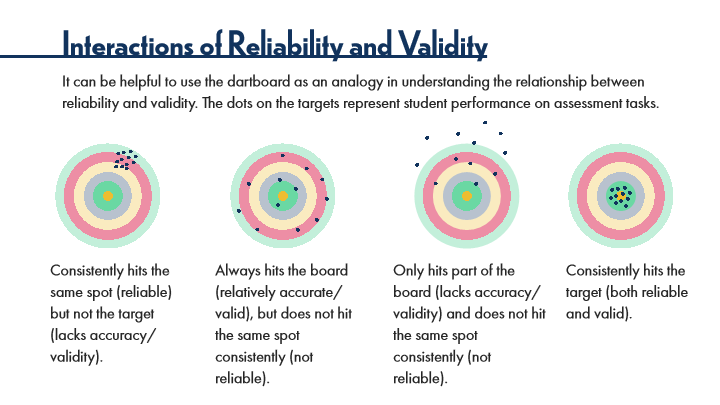 Interactions of Reliability and Validity
It can be helpful to use the dartboard as an analogy in understanding the relationship between
reliability and validity. The dots on the targets represent student performance on assessment tasks.
Consistently hits the
same spot (reliable)
but not the target
(lacks accuracy/
validity).
Always hits the board
(relatively accurate/
valid), but does not hit
the same spot
consistently (not
reliable).
Only hits part of the
board (lacks accuracy/
validity) and does not hit
the same spot
consistently (not
reliable).
Consistently hits the
target (both reliable
and valid).